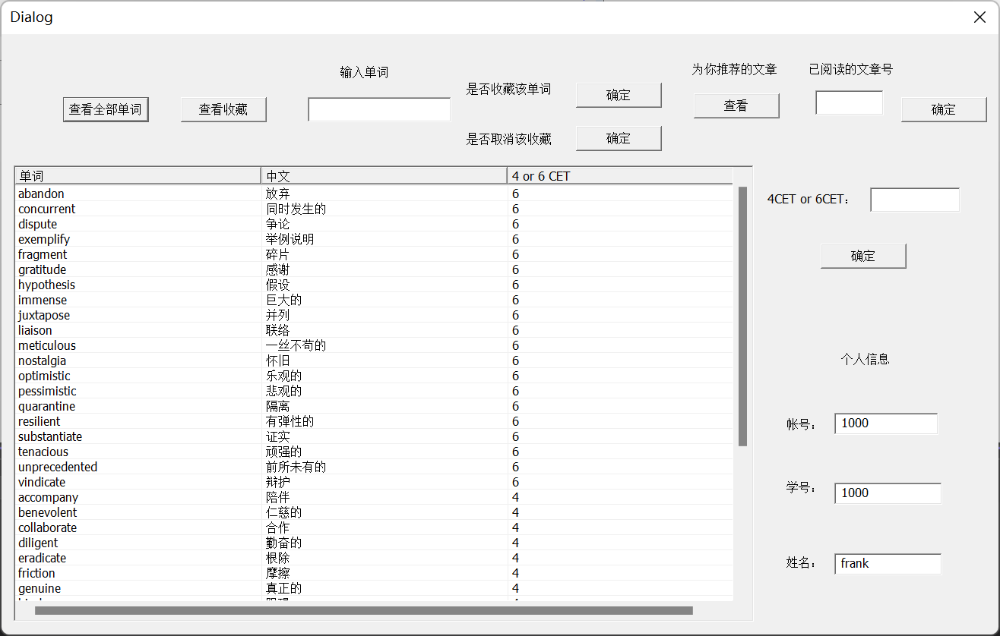 Dialog
为你推荐的文章 已阅读的文章号
输入单词
是否收藏该单词 确定
查看 确定
查看全部单词 查看收藏
是否取消该收藏 确定
单词 中文 4 or 6 CET
abandon 放弃 6
4CET or 6CET：
concurrent 同时发生的 6
dispute 争论 6
exemplify 举例说明 6
fragment 碎片 6
确定
gratitude 感谢 6
hypothesis 假设 6
immense 巨大的 6
juxtapose 并列 6
liaison 联络 6
meticulous 一丝不苟的 6
nostalgia 怀旧 6
个人信息
optimistic 乐观的 6
pessimistic 悲观的 6
quarantine 隔离 6
resilient 有弹性的 6
帐号： 1000
substantiate 证实 6
tenacious 顽强的 6
unprecedented 前所未有的 6
vindicate 辩护 6
学号： 1000
accompany 陪伴 4
benevolent 仁慈的 4
collaborate 合作 4
diligent 勤奋的 4
eradicate 根除 4
姓名： frank
friction 摩擦 4
genuine 真正的 4